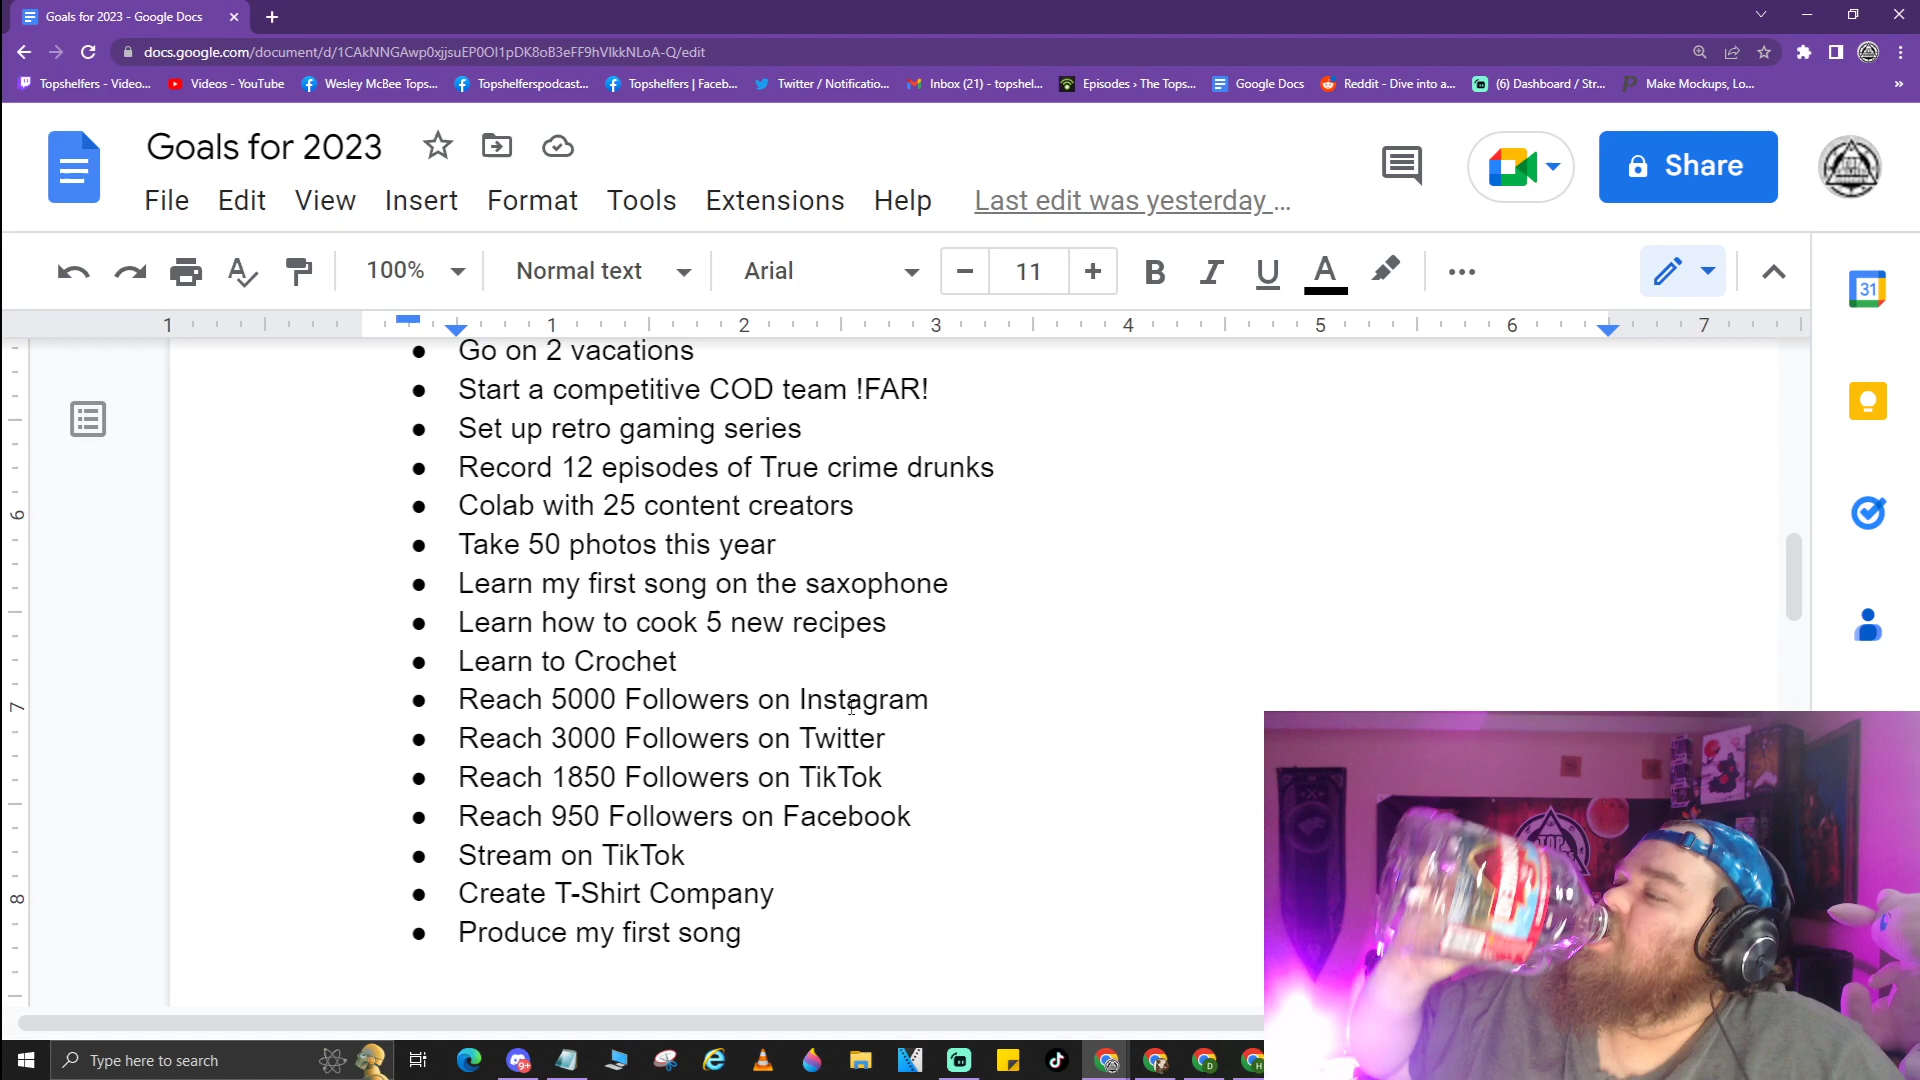 Goals for 2023 - Google Docs
docs.google.com/document/d/1CAkNNGAwp0xjjsuEP0Ol1pDK8oB3eFF9hVlkkNLoA-Q/edit
Topshelfers - Video... Videos - YouTube Wesley McBee Tops... Topshelferspodcast... Topshelfers | Faceb... Twitter / Notificatio... Inbox (21) - topshel... Episodes › The Tops... Google Docs Reddit - Dive into a... (6) Dashboard / Str... Make Mockups, Lo... »
Goals for 2023
Share
File Edit View Insert Format Tools Extensions Help Last edit was yesterday ...
100% Normal text Arial 11 B I U A
31
1 1 2 3 4 5 6 7
Go on 2 vacations
Start a competitive COD team !FAR!
Set up retro gaming series
Record 12 episodes of True crime drunks
Colab with 25 content creators
6
Take 50 photos this year
Learn my first song on the saxophone
Learn how to cook 5 new recipes
Learn to Crochet
Reach 5000 Followers on Instagram
7
Reach 3000 Followers on Twitter
Reach 1850 Followers on TikTok
Reach 950 Followers on Facebook
Stream on TikTok
Create T-Shirt Company
8
Produce my first song
TOP
Type here to search